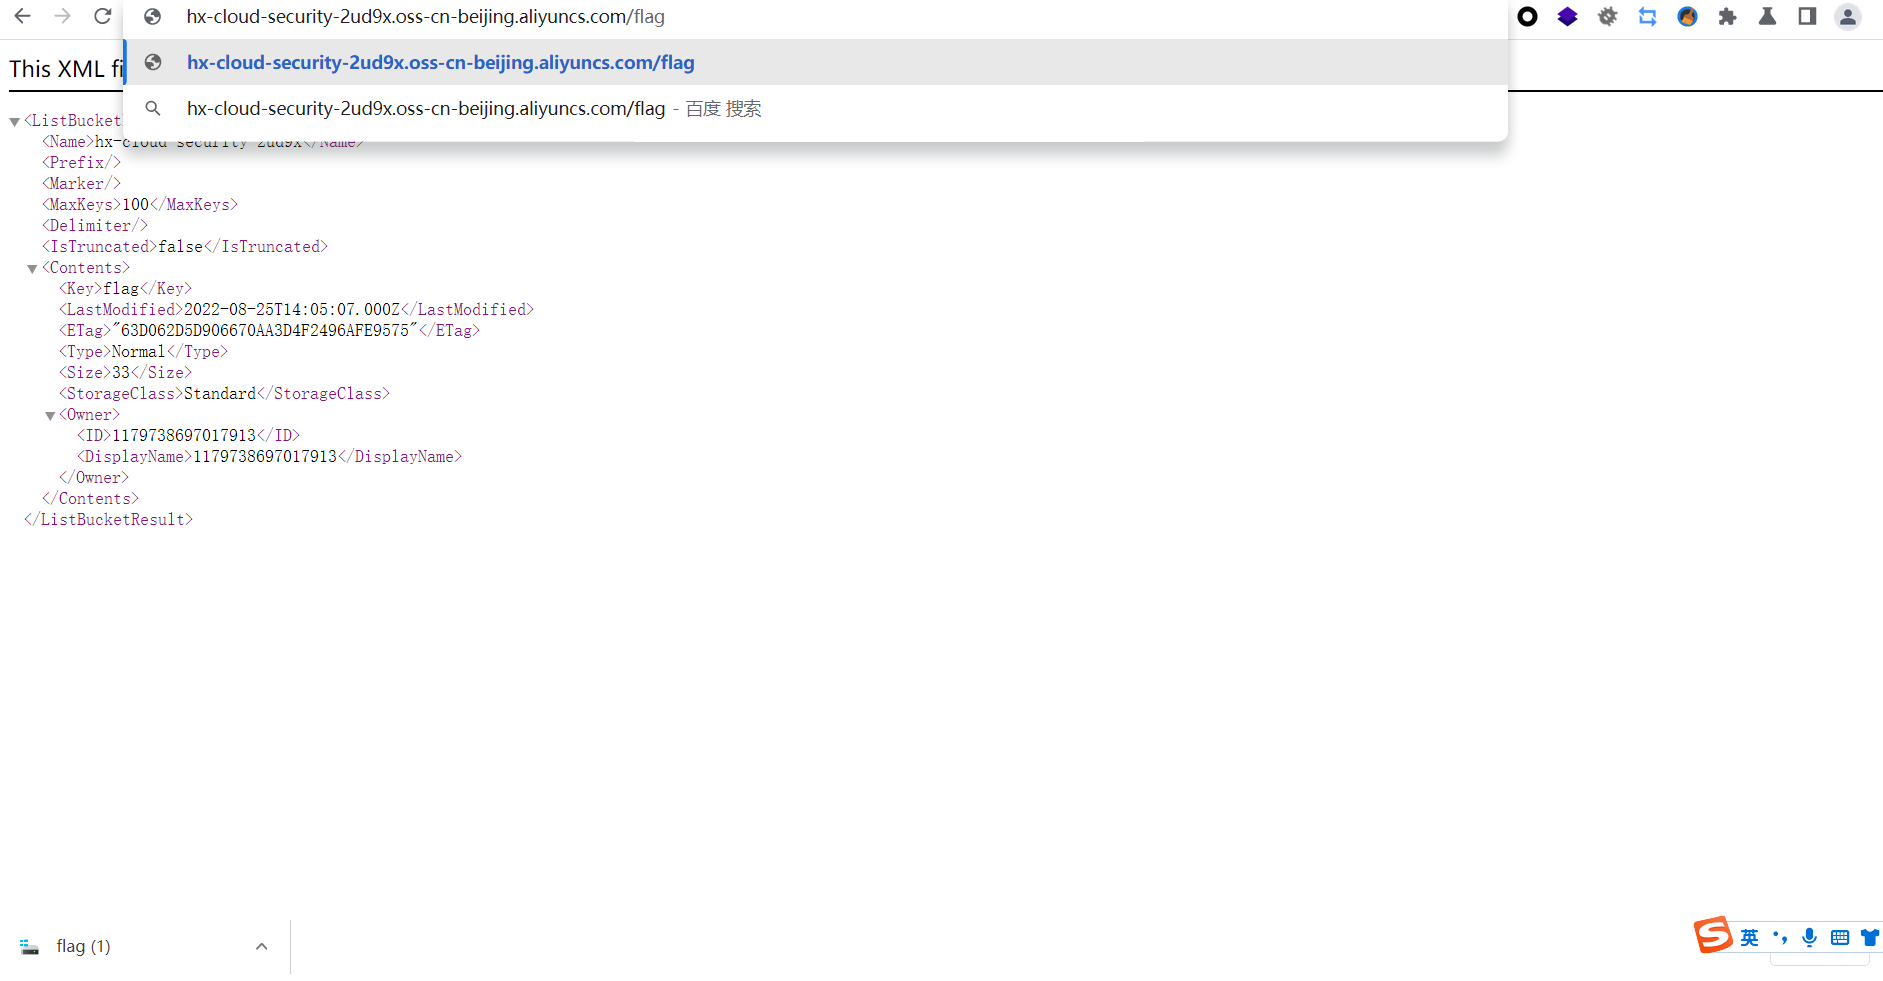 hx-cloud-security-2ud9x.oss-cn-beijing.aliyuncs.com/flag
hx-cloud-security-2ud9x.oss-cn-beijing.aliyuncs.com/flag
hx-cloud-security-2ud9x.oss-cn-beijing.aliyuncs.com/flag - 百度 搜索
This XML
<ListBucket
<Name>hx-cloud security 2ud9x</Name>
<Prefix/>
<Marker/>
<MaxKeys>100</MaxKeys>
<Delimiter/>
<IsTruncated>false</IsTruncated>
<Contents>
<Key>flag</Key>
<LastModified>2022-08-25T14:05:07.000Z</LastModified>
<ETag>"63D062D5D906670AA3D4F2496AFE9575"</ETag>
<Type>Normal</Type>
<Size>33</Size>
<StorageClass>Standard</StorageClass>
<Owner>
<ID>1179738697017913</ID>
<DisplayName>1179738697017913</DisplayName>
</Owner>
</Contents>
</ListBucketResult>
flag (1)
英